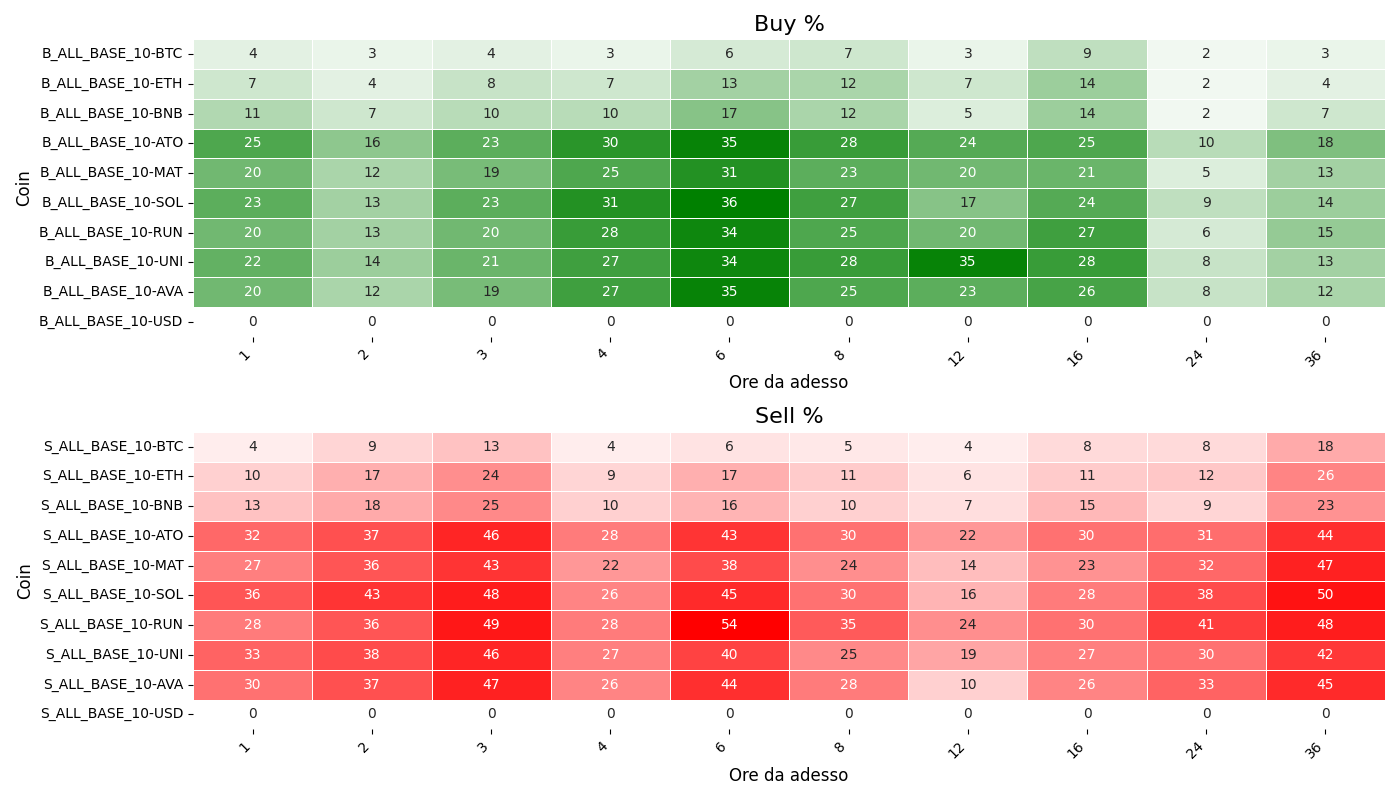 Buy %
Coin
B_ALL_BASE_10-BTC 4 3 4 3 6 7 3 9 2 3
B_ALL_BASE_10-ETH 7 4 8 7 13 12 7 14 2 4
B_ALL_BASE_10-BNB 11 7 10 10 17 12 5 14 2 7
B_ALL_BASE_10-ATO 25 16 23 30 35 28 24 25 10 18
B_ALL_BASE_10-MAT 20 12 19 25 31 23 20 21 5 13
B_ALL_BASE_10-SOL 23 13 23 31 36 27 17 24 9 14
B_ALL_BASE_10-RUN 20 13 20 28 34 25 20 27 6 15
B_ALL_BASE_10-UNI 22 14 21 27 34 28 35 28 8 13
B_ALL_BASE_10-AVA 20 12 19 27 35 25 23 26 8 12
B_ALL_BASE_10-USD 0 0 0 0 0 0 0 0 0 0
1 2 3 4 6 8 12 16 24 36
Ore da adesso
Sell %
Coin
S_ALL_BASE_10-BTC 4 9 13 4 6 5 4 8 8 18
S_ALL_BASE_10-ETH 10 17 24 9 17 11 6 11 12 26
S_ALL_BASE_10-BNB 13 18 25 10 16 10 7 15 9 23
S_ALL_BASE_10-ATO 32 37 46 28 43 30 22 30 31 44
S_ALL_BASE_10-MAT 27 36 43 22 38 24 14 23 32 47
S_ALL_BASE_10-SOL 36 43 48 26 45 30 16 28 38 50
S_ALL_BASE_10-RUN 28 36 49 28 54 35 24 30 41 48
S_ALL_BASE_10-UNI 33 38 46 27 40 25 19 27 30 42
S_ALL_BASE_10-AVA 30 37 47 26 44 28 10 26 33 45
S_ALL_BASE_10-USD 0 0 0 0 0 0 0 0 0 0
1 2 3 4 6 8 12 16 24 36
Ore da adesso